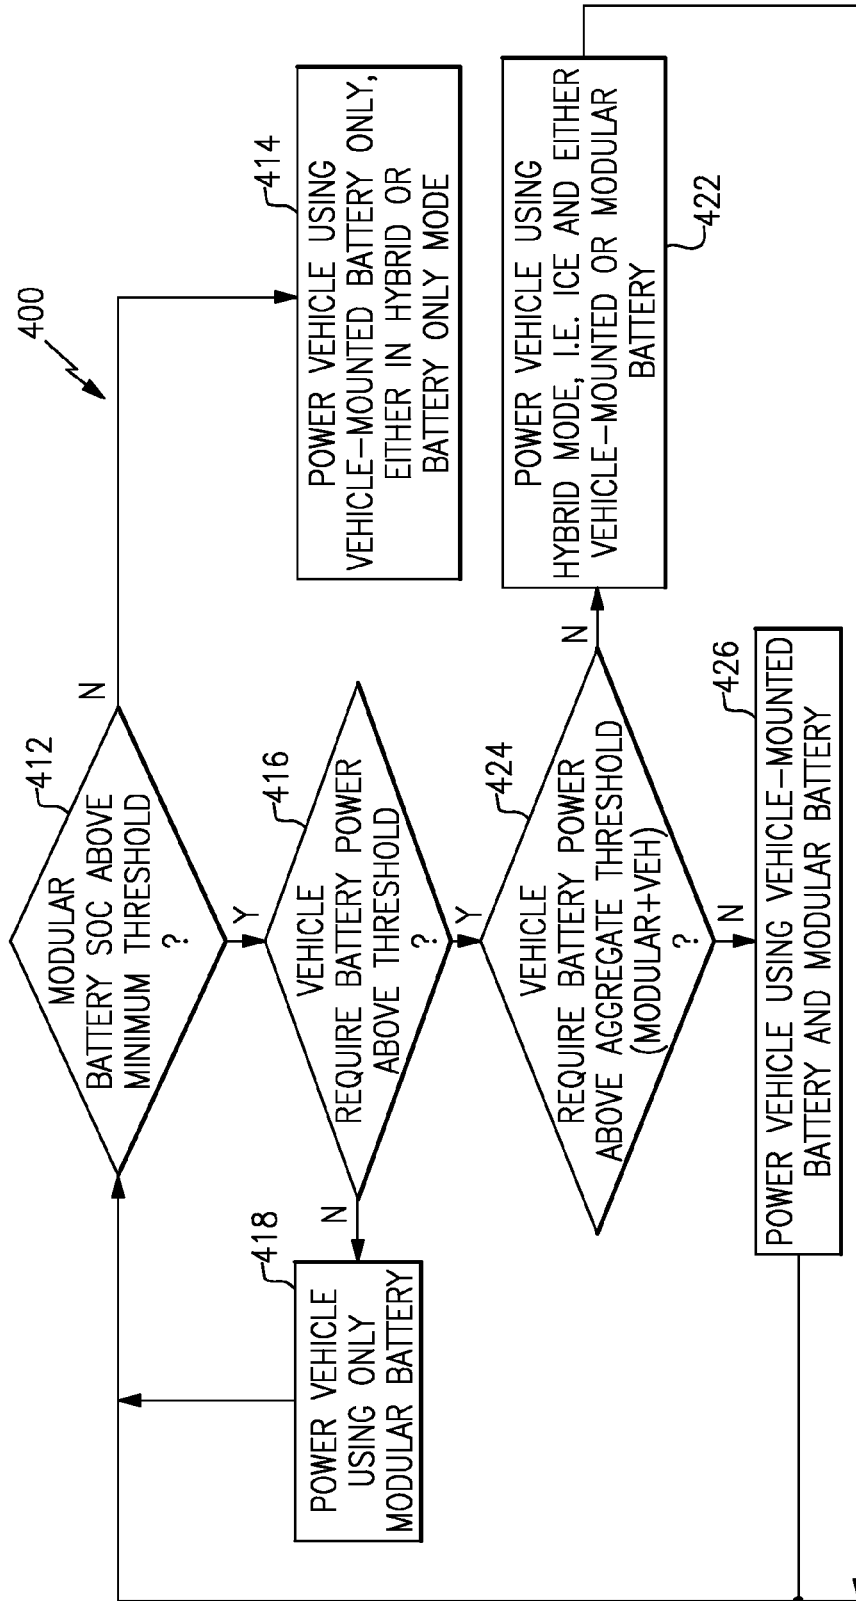 400
MODULAR
BATTERY SOC ABOVE
MINIMUM THRESHOLD
?
412
N
Y
POWER VEHICLE USING
VEHICLE-MOUNTED BATTERY ONLY,
EITHER IN HYBRID OR
BATTERY ONLY MODE
414
VEHICLE
REQUIRE BATTERY POWER
ABOVE THRESHOLD
?
416
N
Y
POWER VEHICLE
USING ONLY
MODULAR BATTERY
418
VEHICLE
REQUIRE BATTERY POWER
ABOVE AGGREGATE THRESHOLD
(MODULAR+VEH)
?
424
N
N
POWER VEHICLE USING
HYBRID MODE, I.E. ICE AND EITHER
VEHICLE-MOUNTED OR MODULAR
BATTERY
422
POWER VEHICLE USING VEHICLE-MOUNTED
BATTERY AND MODULAR BATTERY
426